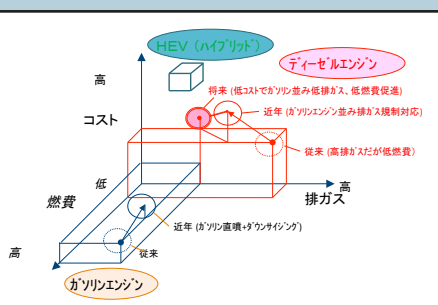 HEV (ﾊｲﾌﾞﾘｯﾄﾞ)
ﾃﾞｨｰｾﾞﾙエンジン
高
将来 (低コストでｶﾞｿﾘﾝ並み低排ｶﾞｽ、低燃費促進)
近年 (ｶﾞｿﾘﾝエンジン並み排ｶﾞｽ規制対応)
コスト
従来 (高排ｶﾞｽだが低燃費)
低
高
燃費
排ガス
近年 (ｶﾞｿﾘﾝ直噴+ﾀﾞｳﾝｻｲｼﾞﾝｸﾞ)
高
従来
ｶﾞｿﾘﾝエンジン